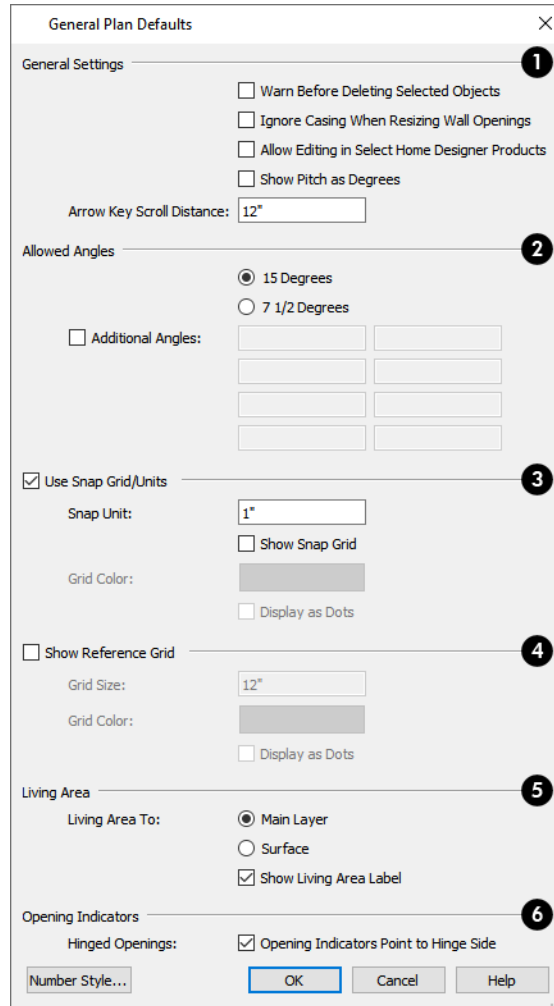 General Plan Defaults
General Settings 1
Warn Before Deleting Selected Objects
Ignore Casing When Resizing Wall Openings
Allow Editing in Select Home Designer Products
Show Pitch as Degrees
Arrow Key Scroll Distance: 12"
Allowed Angles 2
15 Degrees
7 1/2 Degrees
Additional Angles:
Use Snap Grid/Units 3
Snap Unit: 1"
Show Snap Grid
Grid Color:
Display as Dots
Show Reference Grid 4
Grid Size: 12"
Grid Color:
Display as Dots
Living Area 5
Living Area To: Main Layer
Surface
Show Living Area Label
Opening Indicators 6
Hinged Openings: Opening Indicators Point to Hinge Side
Number Style... OK Cancel Help